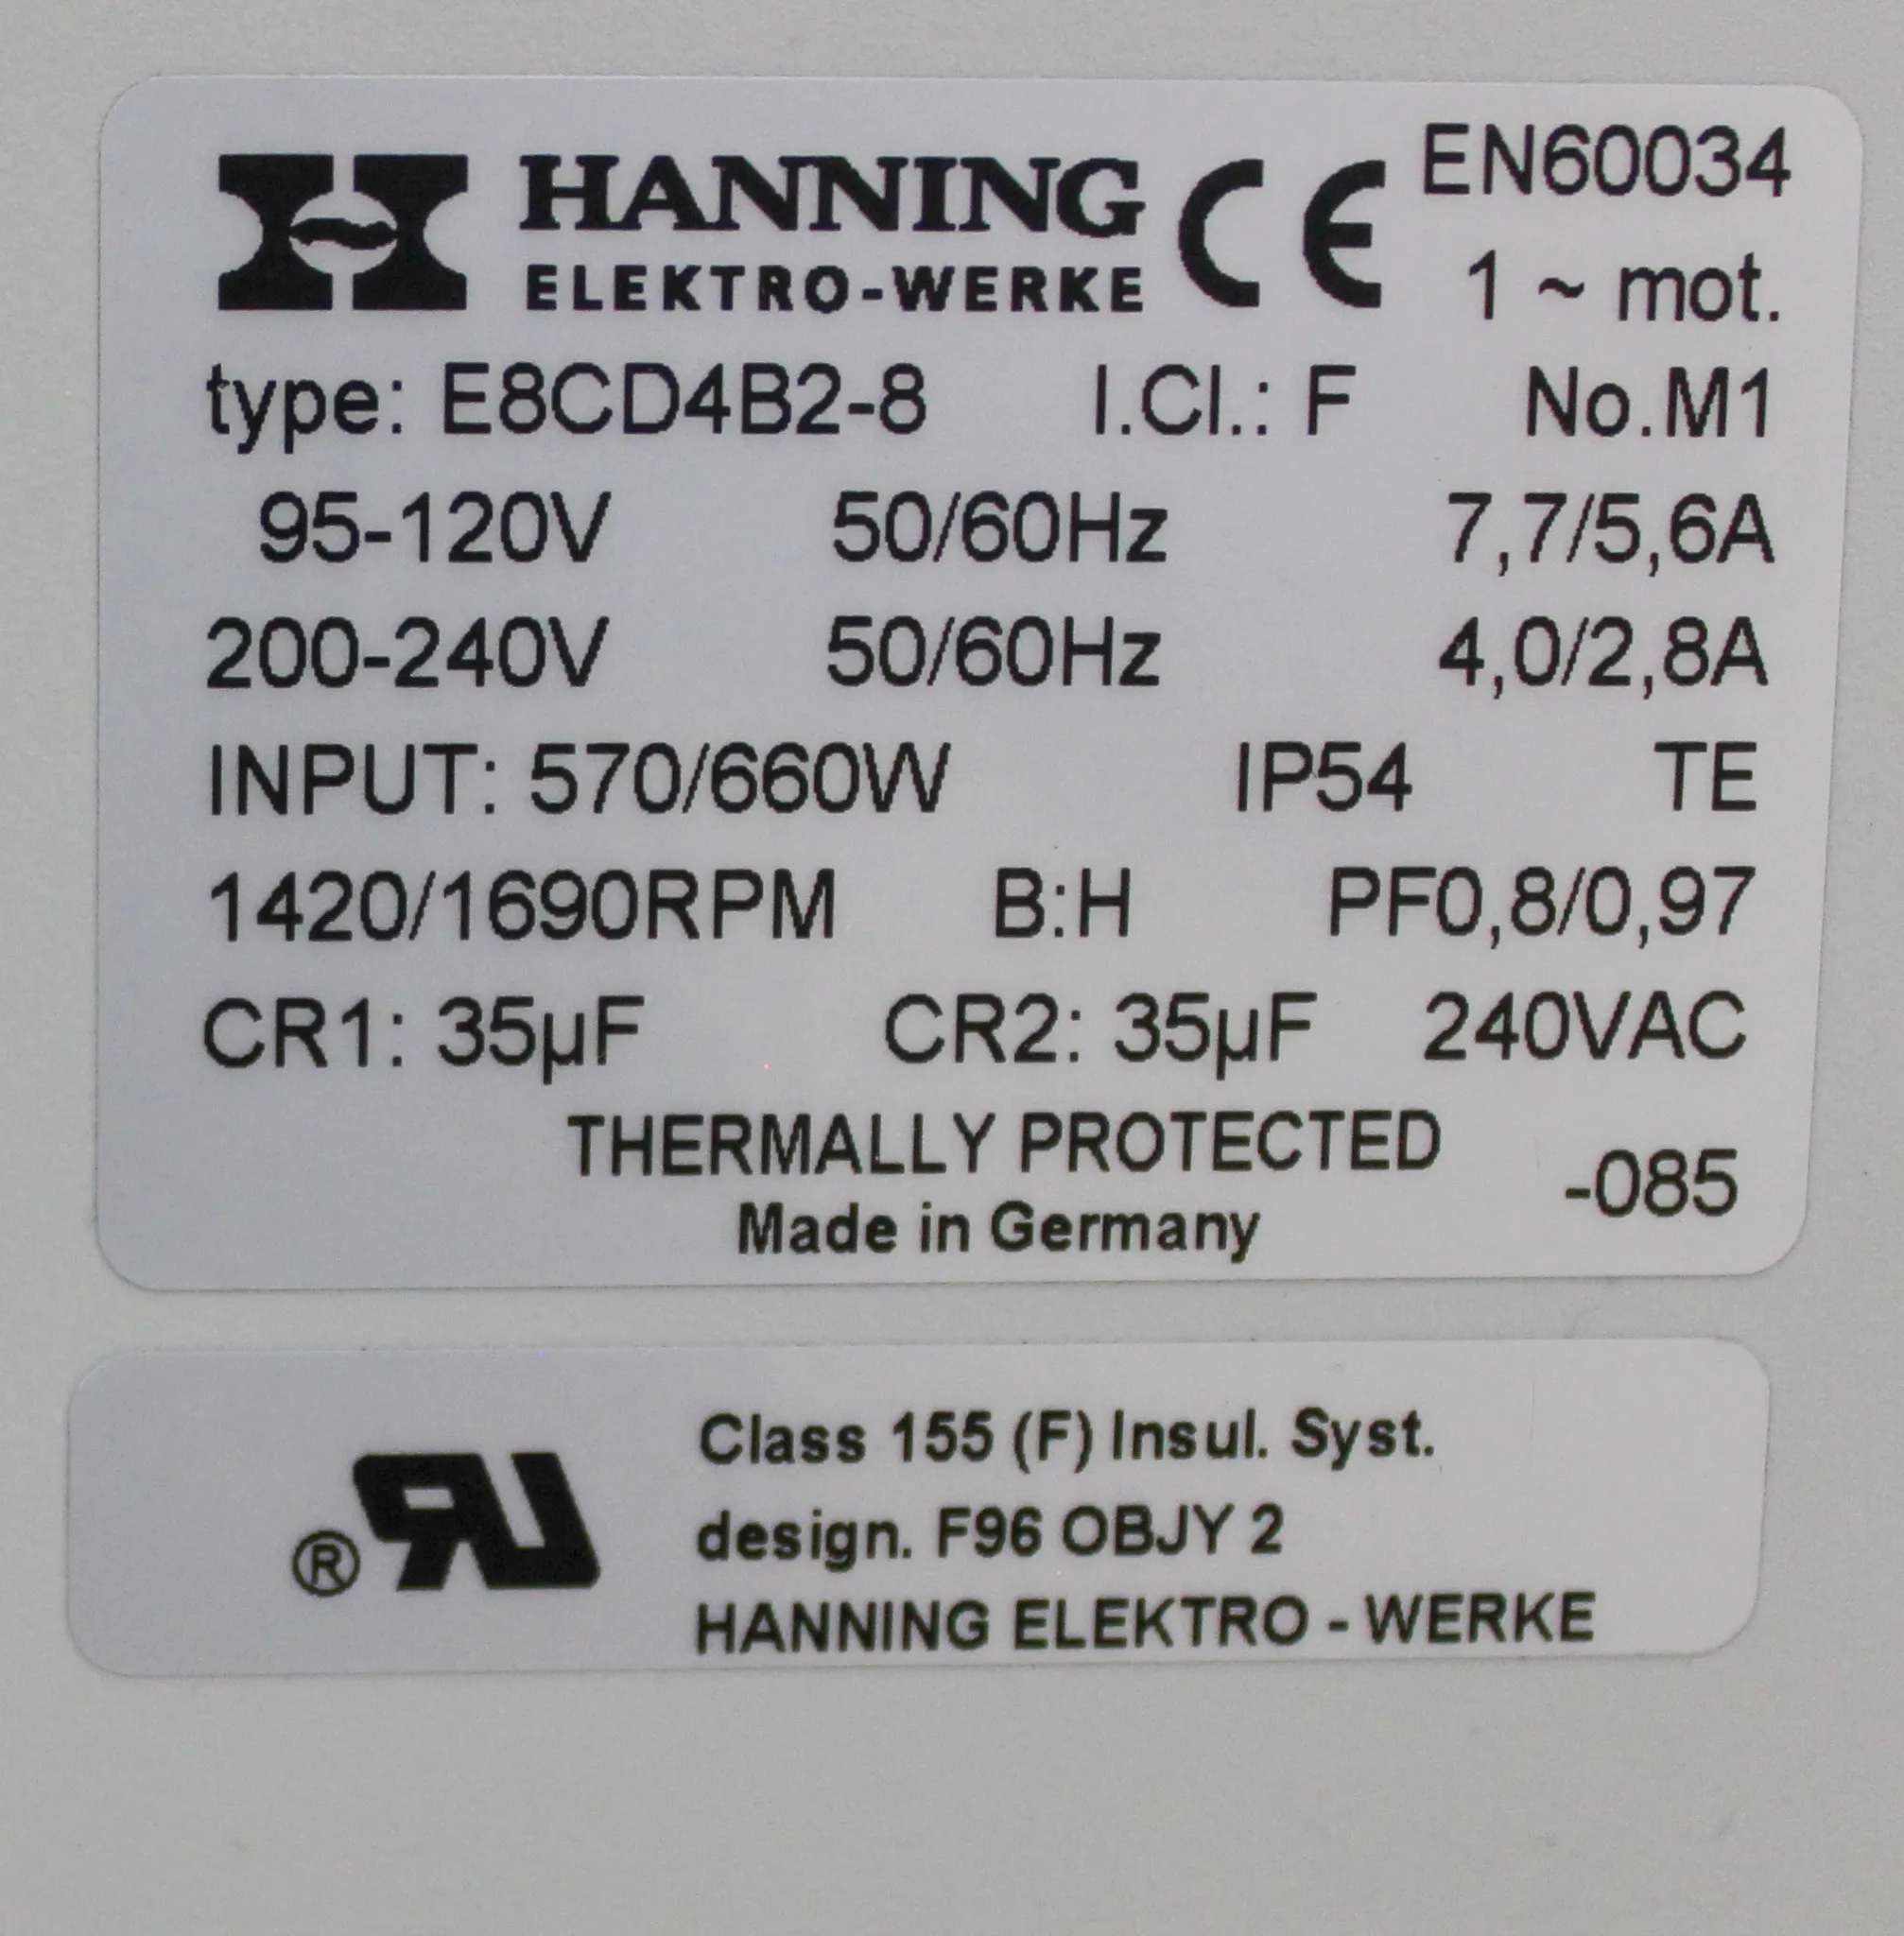 HANNING CE EN60034
ELEKTRO-WERKE 1 ~ mot.
type: E8CD4B2-8 I.Cl.: F No.M1
95-120V 50/60Hz 7,7/5,6A
200-240V 50/60Hz 4,0/2,8A
INPUT: 570/660W IP54 TE
1420/1690RPM B:H PF0,8/0,97
CR1: 35µF CR2: 35µF 240VAC
THERMALLY PROTECTED -085
Made in Germany
Class 155 (F) Insul. Syst.
® RU design. F96 OBJY 2
HANNING ELEKTRO - WERKE